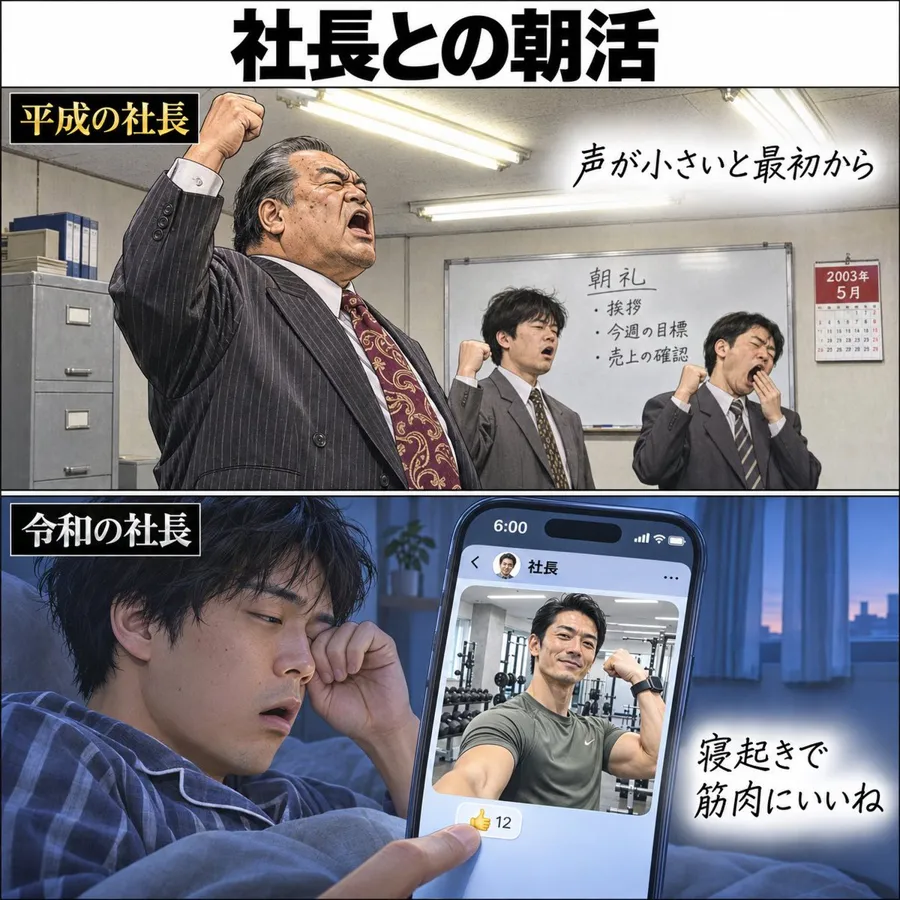 社長との朝活
平成の社長
声が小さいと最初から
朝礼
・挨拶
・今週の目標
・売上の確認
2003年
5月
令和の社長
6:00
社長
👍 12
寝起きで
筋肉にいいね